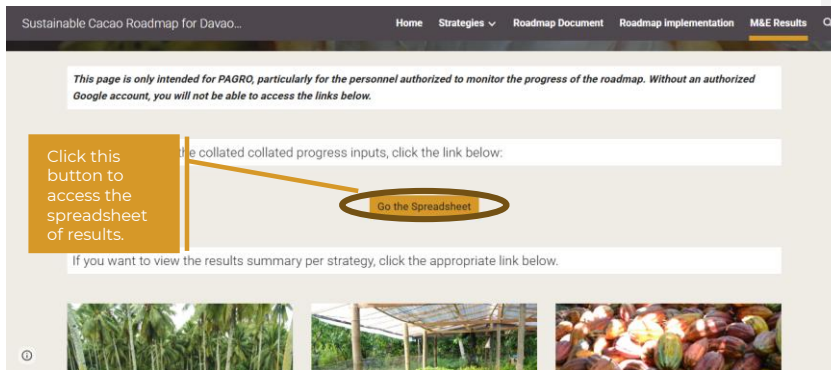 Sustainable Cacao Roadmap for Davao...
Home Strategies Roadmap Document Roadmap implementation M&E Results
This page is only intended for PAGRO, particularly for the personnel authorized to monitor the progress of the roadmap. Without an authorized
Google account, you will not be able to access the links below.
the collated collated progress inputs, click the link below:
Click this
button to
access the
spreadsheet
of results.
Go the Spreadsheet
If you want to view the results summary per strategy, click the appropriate link below.